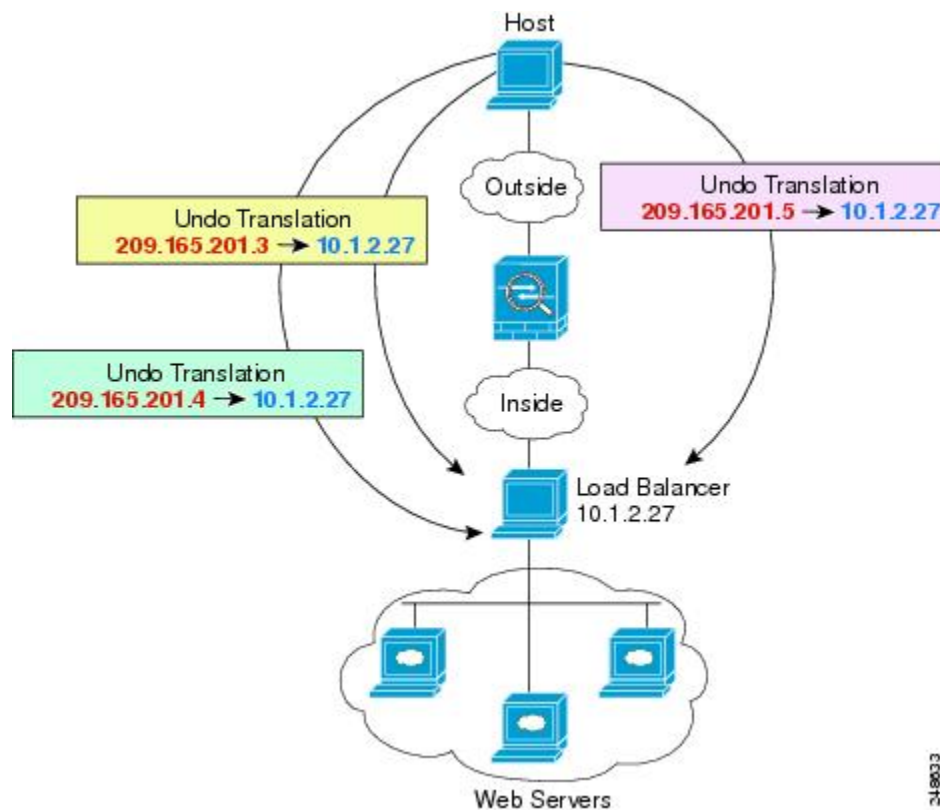 Host
Outside
Undo Translation
209.165.201.5 → 10.1.2.27
Undo Translation
209.165.201.3 → 10.1.2.27
Undo Translation
209.165.201.4 → 10.1.2.27
Inside
Load Balancer
10.1.2.27
Web Servers
248633